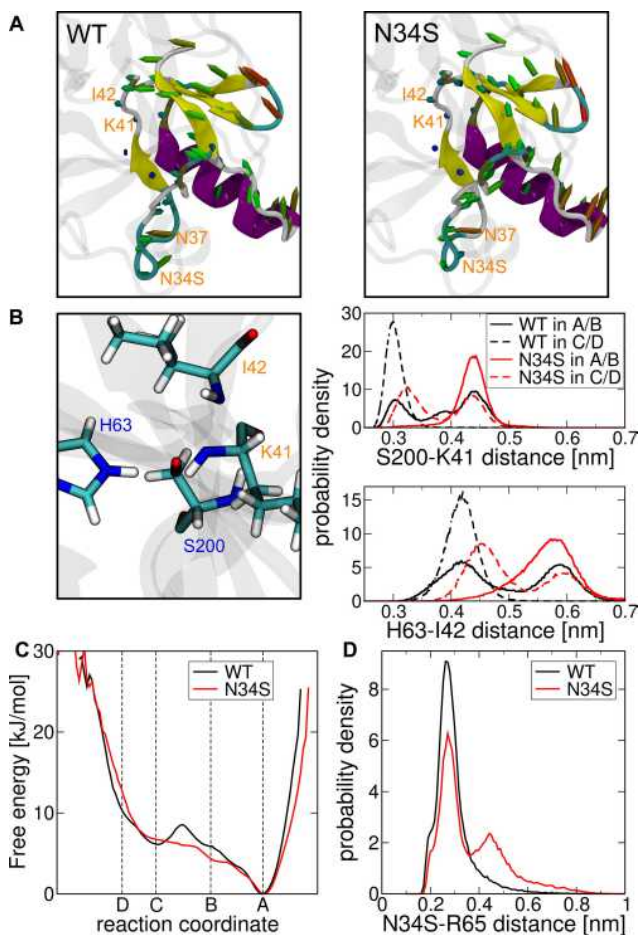 A
WT
I42
K41
N37
N34S
N34S
I42
K41
N37
N34S
B
I42
H63
K41
S200
probability density
30
20
10
0
WT in A/B
WT in C/D
N34S in A/B
N34S in C/D
0.3 0.4 0.5 0.6 0.7
S200-K41 distance [nm]
15
10
5
0
0.3 0.4 0.5 0.6 0.7
H63-I42 distance [nm]
C
Free energy [kJ/mol]
30
20
10
0
WT
N34S
D C B A
reaction coordinate
D
probability density
8
6
4
2
0
WT
N34S
0 0.2 0.4 0.6 0.8 1
N34S-R65 distance [nm]